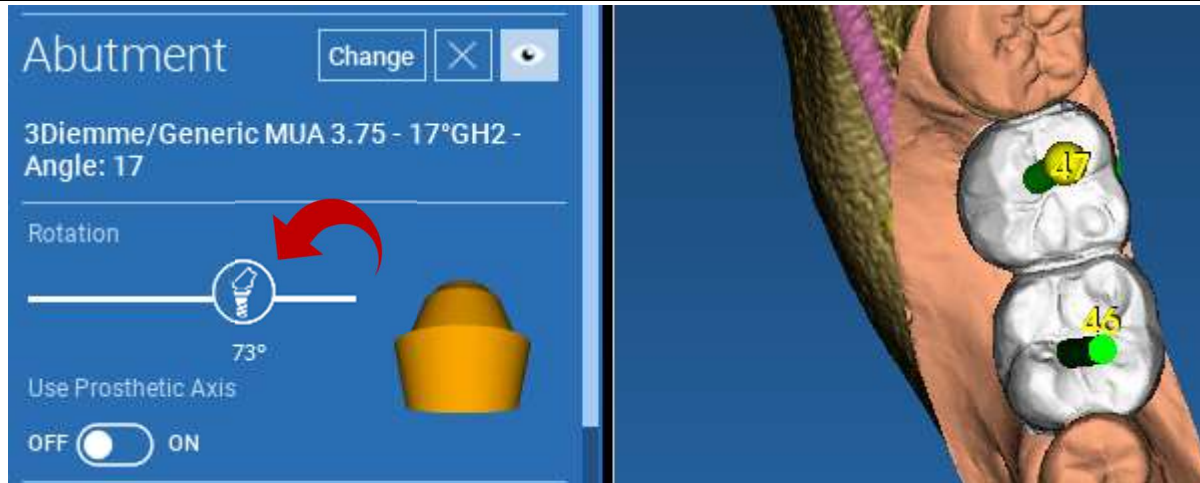 Abutment
Change
3Diemme/Generic MUA 3.75 - 17°GH2 -
Angle: 17
Rotation
73°
Use Prosthetic Axis
OFF ON
47
46